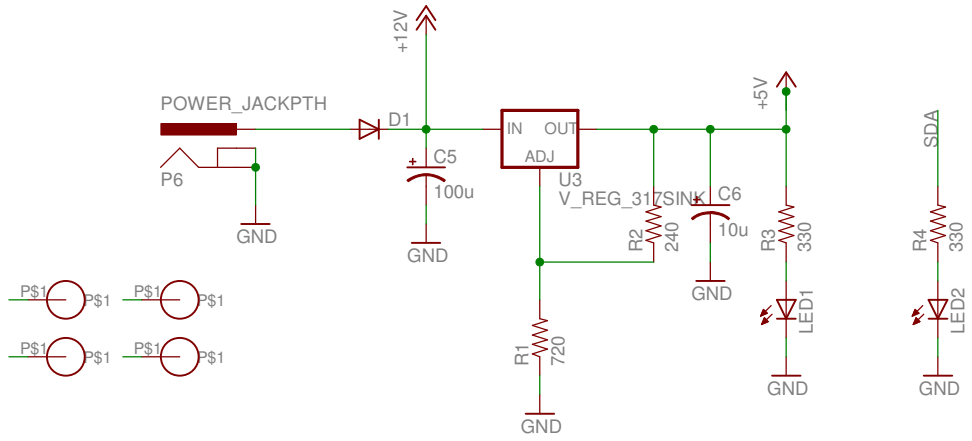 +12V
POWER_JACKPTH
P6
GND
D1
C5
100u
GND
IN
OUT
ADJ
U3
V_REG_317SINK
R1
720
GND
R2
240
C6
10u
GND
+5V
R3
330
LED1
GND
SDA
R4
330
LED2
GND
P$1
P$1
P$1
P$1
P$1
P$1
P$1
P$1